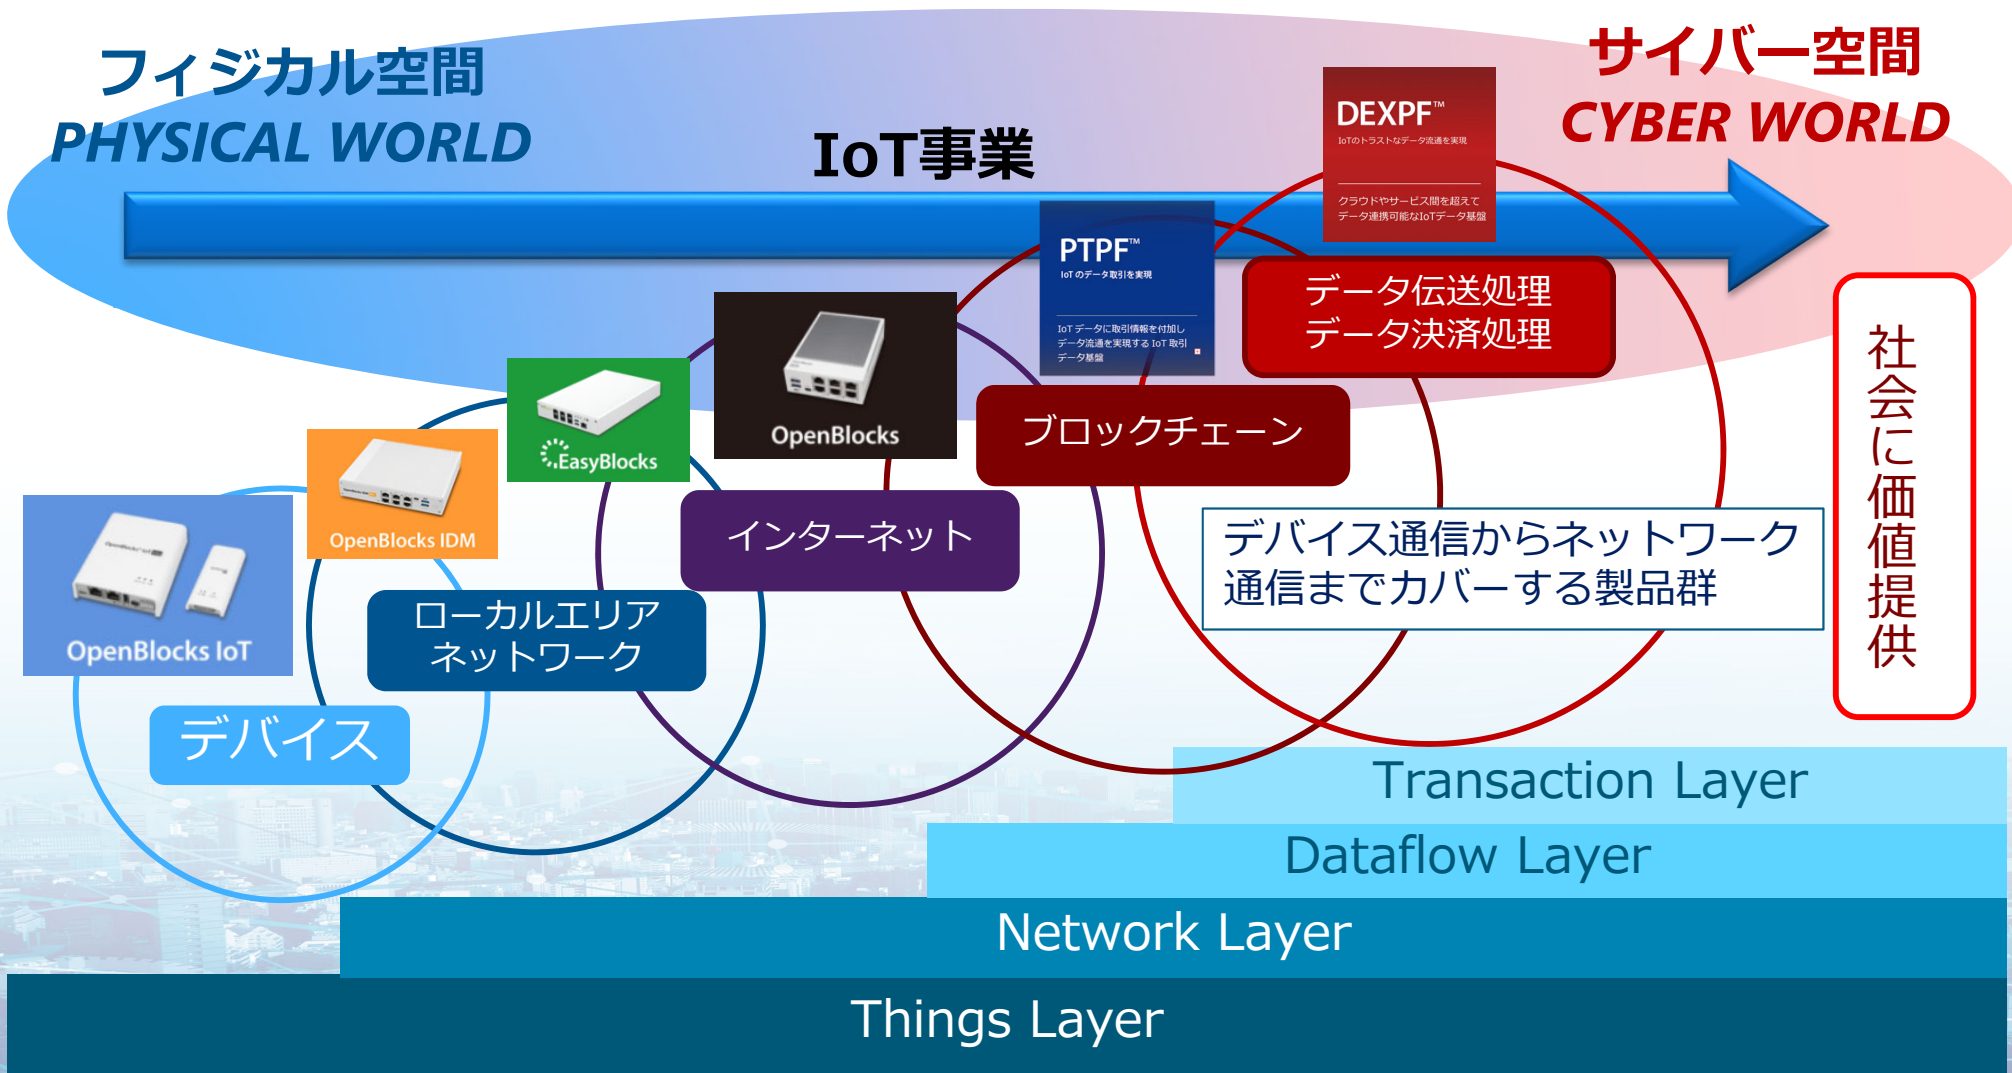 フィジカル空間
PHYSICAL WORLD
IoT事業
サイバー空間
CYBER WORLD
DEXPF™
IoTのトラストなデータ流通を実現
クラウドやサービス間を超えて
データ連携可能なIoTデータ基盤
PTPF™
IoT のデータ取引を実現
IoT データに取引情報を付加し
データ流通を実現する IoT 取引
データ基盤
データ伝送処理
データ決済処理
OpenBlocks
EasyBlocks
OpenBlocks IDM
OpenBlocks IoT
ブロックチェーン
インターネット
ローカルエリア
ネットワーク
デバイス
デバイス通信からネットワーク
通信までカバーする製品群
社会に価値提供
Transaction Layer
Dataflow Layer
Network Layer
Things Layer